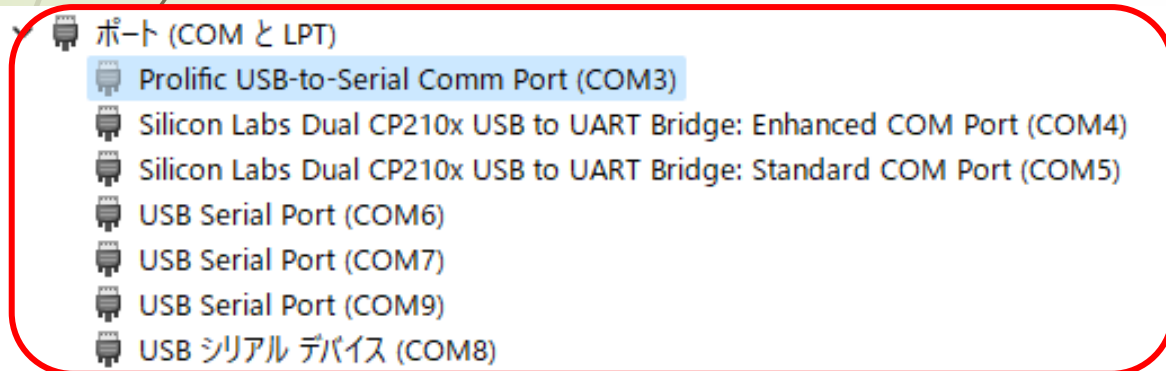 ポート (COM と LPT)
Prolific USB-to-Serial Comm Port (COM3)
Silicon Labs Dual CP210x USB to UART Bridge: Enhanced COM Port (COM4)
Silicon Labs Dual CP210x USB to UART Bridge: Standard COM Port (COM5)
USB Serial Port (COM6)
USB Serial Port (COM7)
USB Serial Port (COM9)
USB シリアル デバイス (COM8)